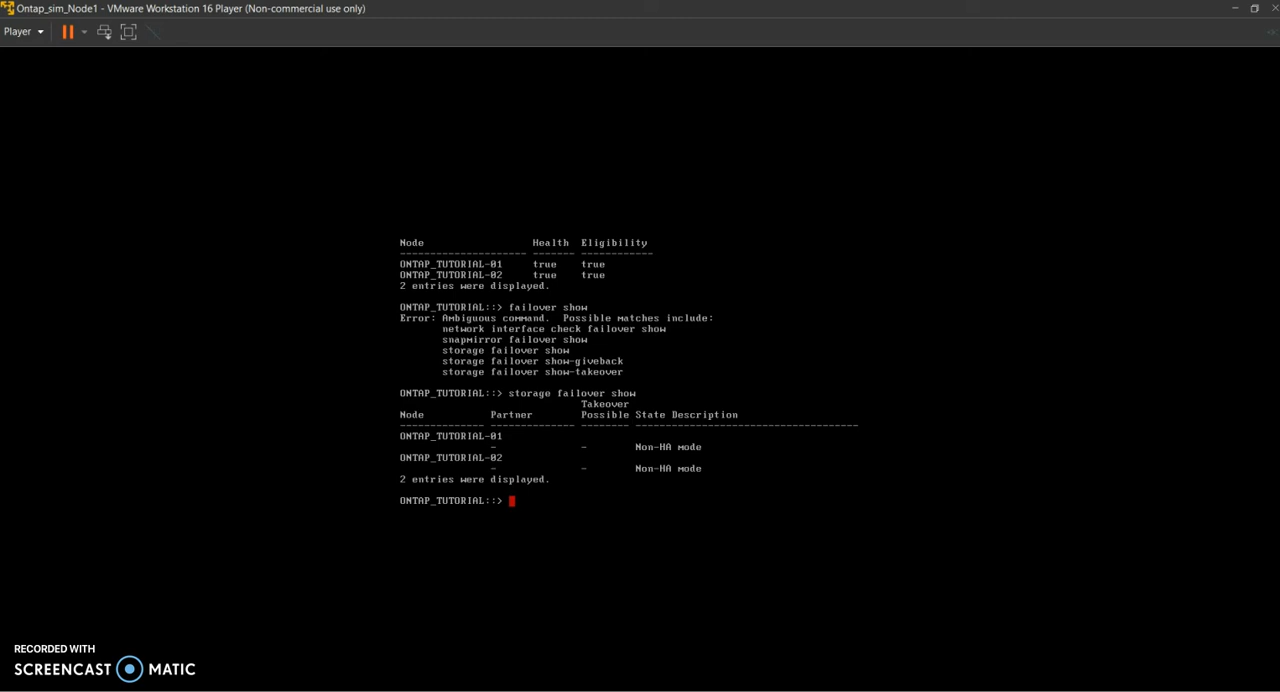 Ontap_sim_Node1 - VMware Workstation 16 Player (Non-commercial use only)
Player
Node Health Eligibility
--------------------- ------- ------------
ONTAP_TUTORIAL-01 true true
ONTAP_TUTORIAL-02 true true
2 entries were displayed.
ONTAP_TUTORIAL::> failover show
Error: Ambiguous command. Possible matches include:
network interface check failover show
snapmirror failover show
storage failover show
storage failover show-giveback
storage failover show-takeover
ONTAP_TUTORIAL::> storage failover show
Takeover
Node Partner Possible State Description
-------------- -------------- -------- -------------------------------------
ONTAP_TUTORIAL-01
- - Non-HA mode
ONTAP_TUTORIAL-02
- - Non-HA mode
2 entries were displayed.
ONTAP_TUTORIAL::>
RECORDED WITH
SCREENCAST MATIC